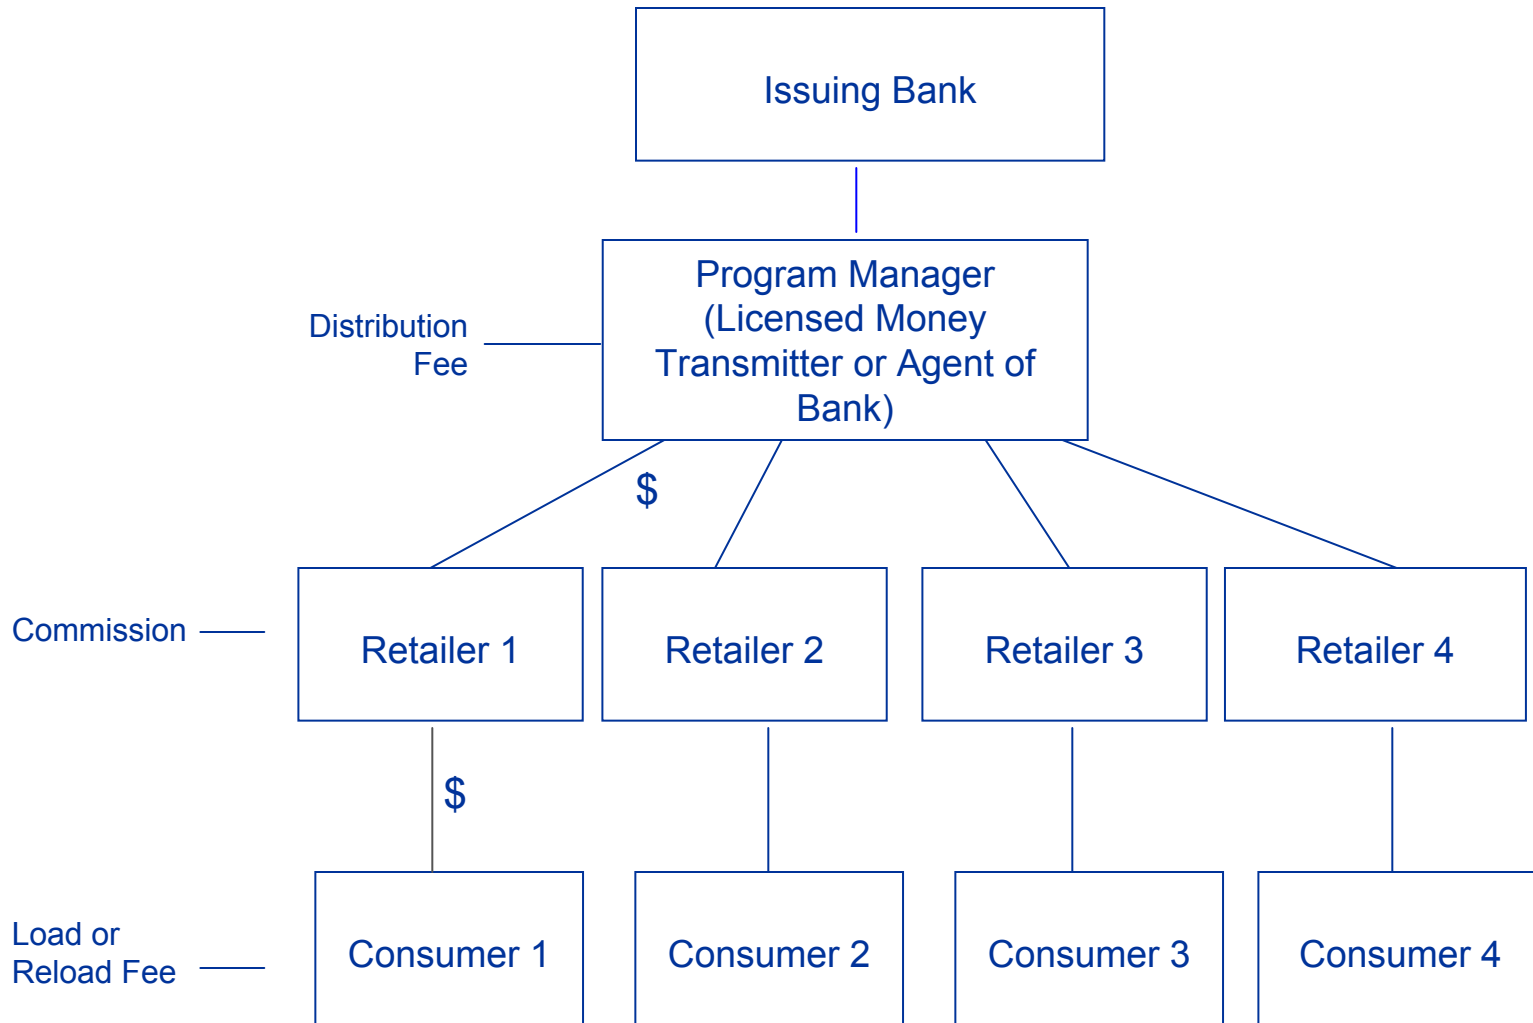 Issuing Bank
Program Manager
(Licensed Money
Transmitter or Agent of
Bank)
Distribution
Fee
$
Commission
Retailer 1
Retailer 2
Retailer 3
Retailer 4
$
Load or
Reload Fee
Consumer 1
Consumer 2
Consumer 3
Consumer 4